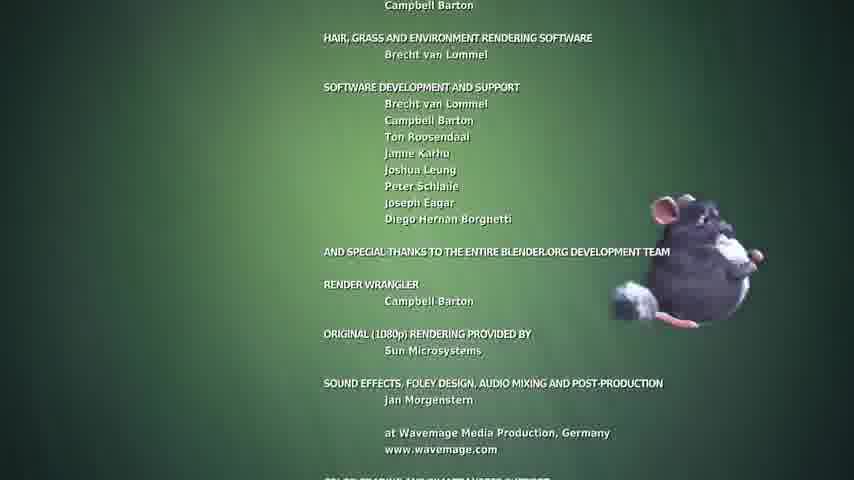 Campbell Barton
HAIR, GRASS AND ENVIRONMENT RENDERING SOFTWARE
Brecht van Lommel
SOFTWARE DEVELOPMENT AND SUPPORT
Brecht van Lommel
Campbell Barton
Ton Roosendaal
Janne Karhu
Joshua Leung
Peter Schlaile
Joseph Eagar
Diego Hernan Borghetti
AND SPECIAL THANKS TO THE ENTIRE BLENDER.ORG DEVELOPMENT TEAM
RENDER WRANGLER
Campbell Barton
ORIGINAL (1080p) RENDERING PROVIDED BY
Sun Microsystems
SOUND EFFECTS, FOLEY DESIGN, AUDIO MIXING AND POST-PRODUCTION
Jan Morgenstern
at Wavemage Media Production, Germany
www.wavemage.com